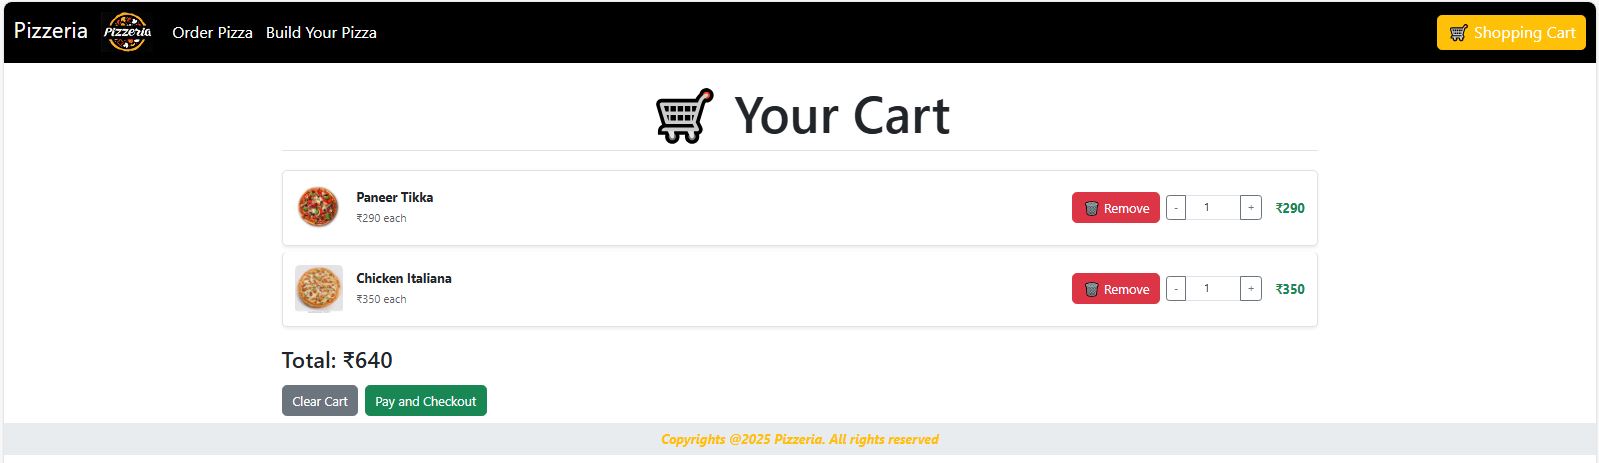 Pizzeria Pizzeria Order Pizza Build Your Pizza Shopping Cart
Your Cart
Paneer Tikka
₹290 each
Remove - 1 + ₹290
Chicken Italiana
₹350 each
Remove - 1 + ₹350
Total: ₹640
Clear Cart Pay and Checkout
Copyrights @2025 Pizzeria. All rights reserved